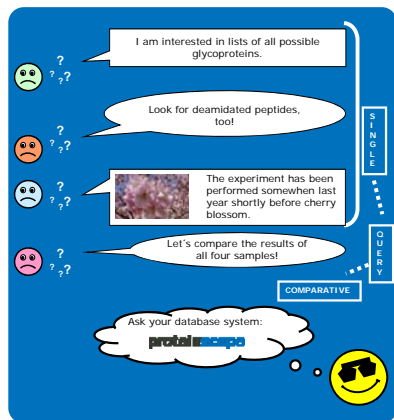 I am interested in lists of all possible
glycoproteins.
?
? ??
Look for deamidated peptides,
too!
?
? ??
SINGLE
The experiment has been
performed somewhen last
year shortly before cherry
blossom.
?
? ??
QUERY
Let´s compare the results of
all four samples!
?
? ??
COMPARATIVE
Ask your database system:
proteinscape